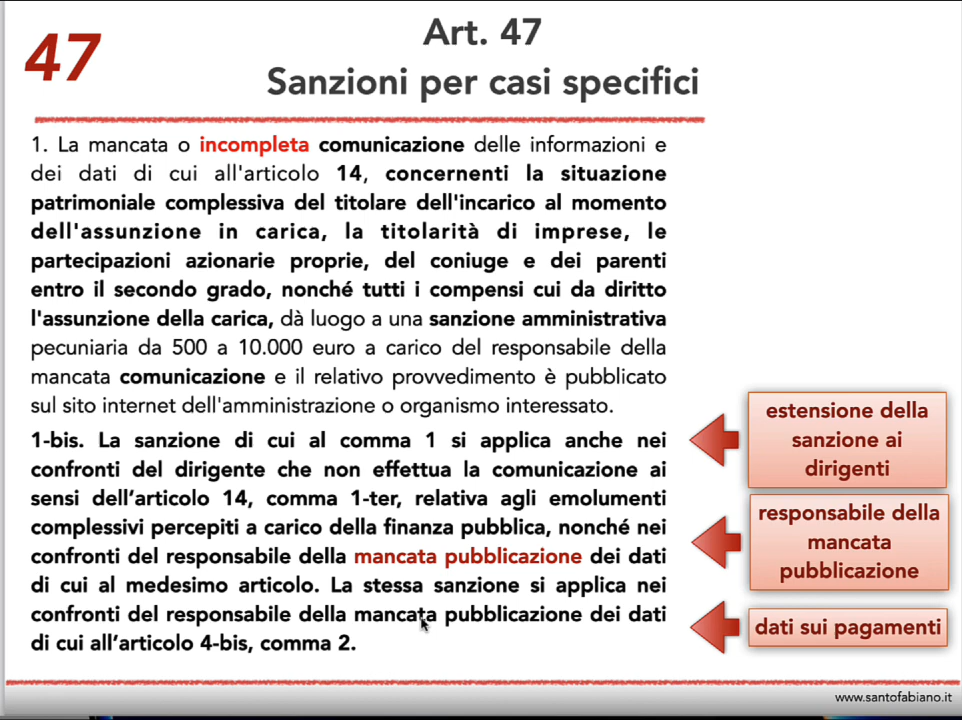 47
Art. 47
Sanzioni per casi specifici
1. La mancata o incompleta comunicazione delle informazioni e
dei dati di cui all'articolo 14, concernenti la situazione
patrimoniale complessiva del titolare dell'incarico al momento
dell'assunzione in carica, la titolarità di imprese, le
partecipazioni azionarie proprie, del coniuge e dei parenti
entro il secondo grado, nonché tutti i compensi cui da diritto
l'assunzione della carica, dà luogo a una sanzione amministrativa
pecuniaria da 500 a 10.000 euro a carico del responsabile della
mancata comunicazione e il relativo provvedimento è pubblicato
sul sito internet dell'amministrazione o organismo interessato.
1-bis. La sanzione di cui al comma 1 si applica anche nei
confronti del dirigente che non effettua la comunicazione ai
sensi dell’articolo 14, comma 1-ter, relativa agli emolumenti
complessivi percepiti a carico della finanza pubblica, nonché nei
confronti del responsabile della mancata pubblicazione dei dati
di cui al medesimo articolo. La stessa sanzione si applica nei
confronti del responsabile della mancata pubblicazione dei dati
di cui all’articolo 4-bis, comma 2.
estensione della
sanzione ai
dirigenti
responsabile della
mancata
pubblicazione
dati sui pagamenti
www.santofabiano.it